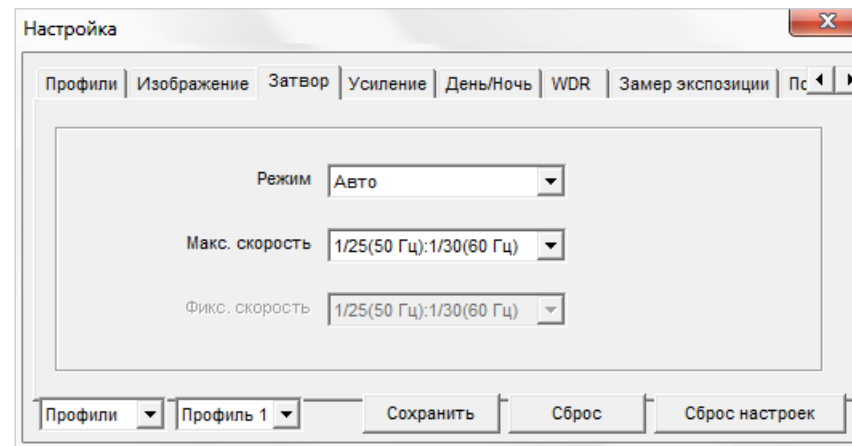 Настройка
Профили Изображение Затвор Усиление День/Ночь WDR Замер экспозиции
Режим Авто
Макс. скорость 1/25(50 Гц):1/30(60 Гц)
Фикс. скорость 1/25(50 Гц):1/30(60 Гц)
Профили Профиль 1 Сохранить Сброс Сброс настроек